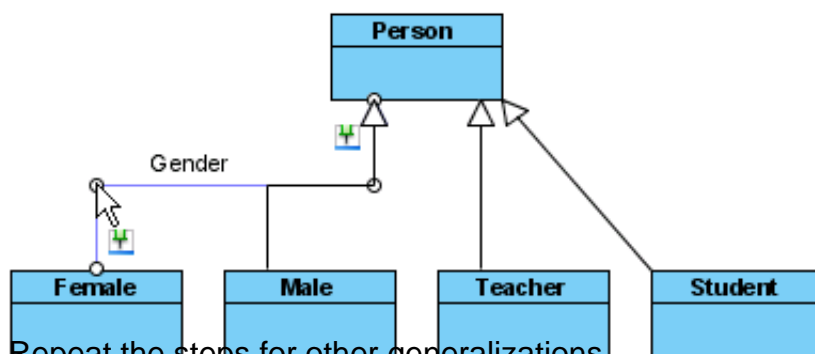 Person
Gender
Female Male Teacher Student
Repeat the steps for other generalizations